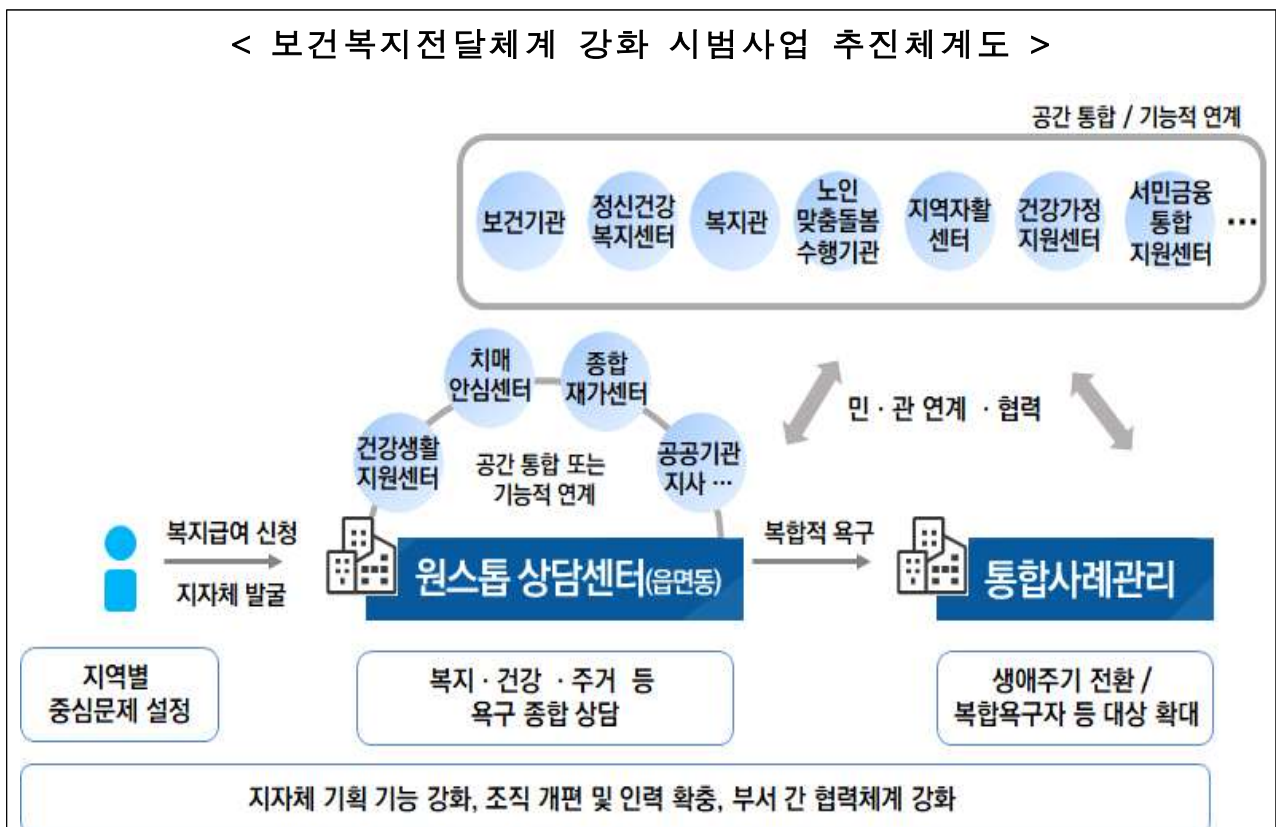 < 보건복지전달체계 강화 시범사업 추진체계도 >
공간 통합 / 기능적 연계
보건기관
정신건강
복지센터
복지관
노인
맞춤돌봄
수행기관
지역자활
센터
건강가정
지원센터
서민금융
통합
지원센터
...
치매
안심센터
종합
재가센터
건강생활
지원센터
공간 통합 또는
기능적 연계
공공기관
지사 ...
민 · 관 연계 · 협력
복지급여 신청
지자체 발굴
원스톱 상담센터(읍면동)
복합적 욕구
통합사례관리
지역별
중심문제 설정
복지 · 건강 · 주거 등
욕구 종합 상담
생애주기 전환 /
복합욕구자 등 대상 확대
지자체 기획 기능 강화, 조직 개편 및 인력 확충, 부서 간 협력체계 강화